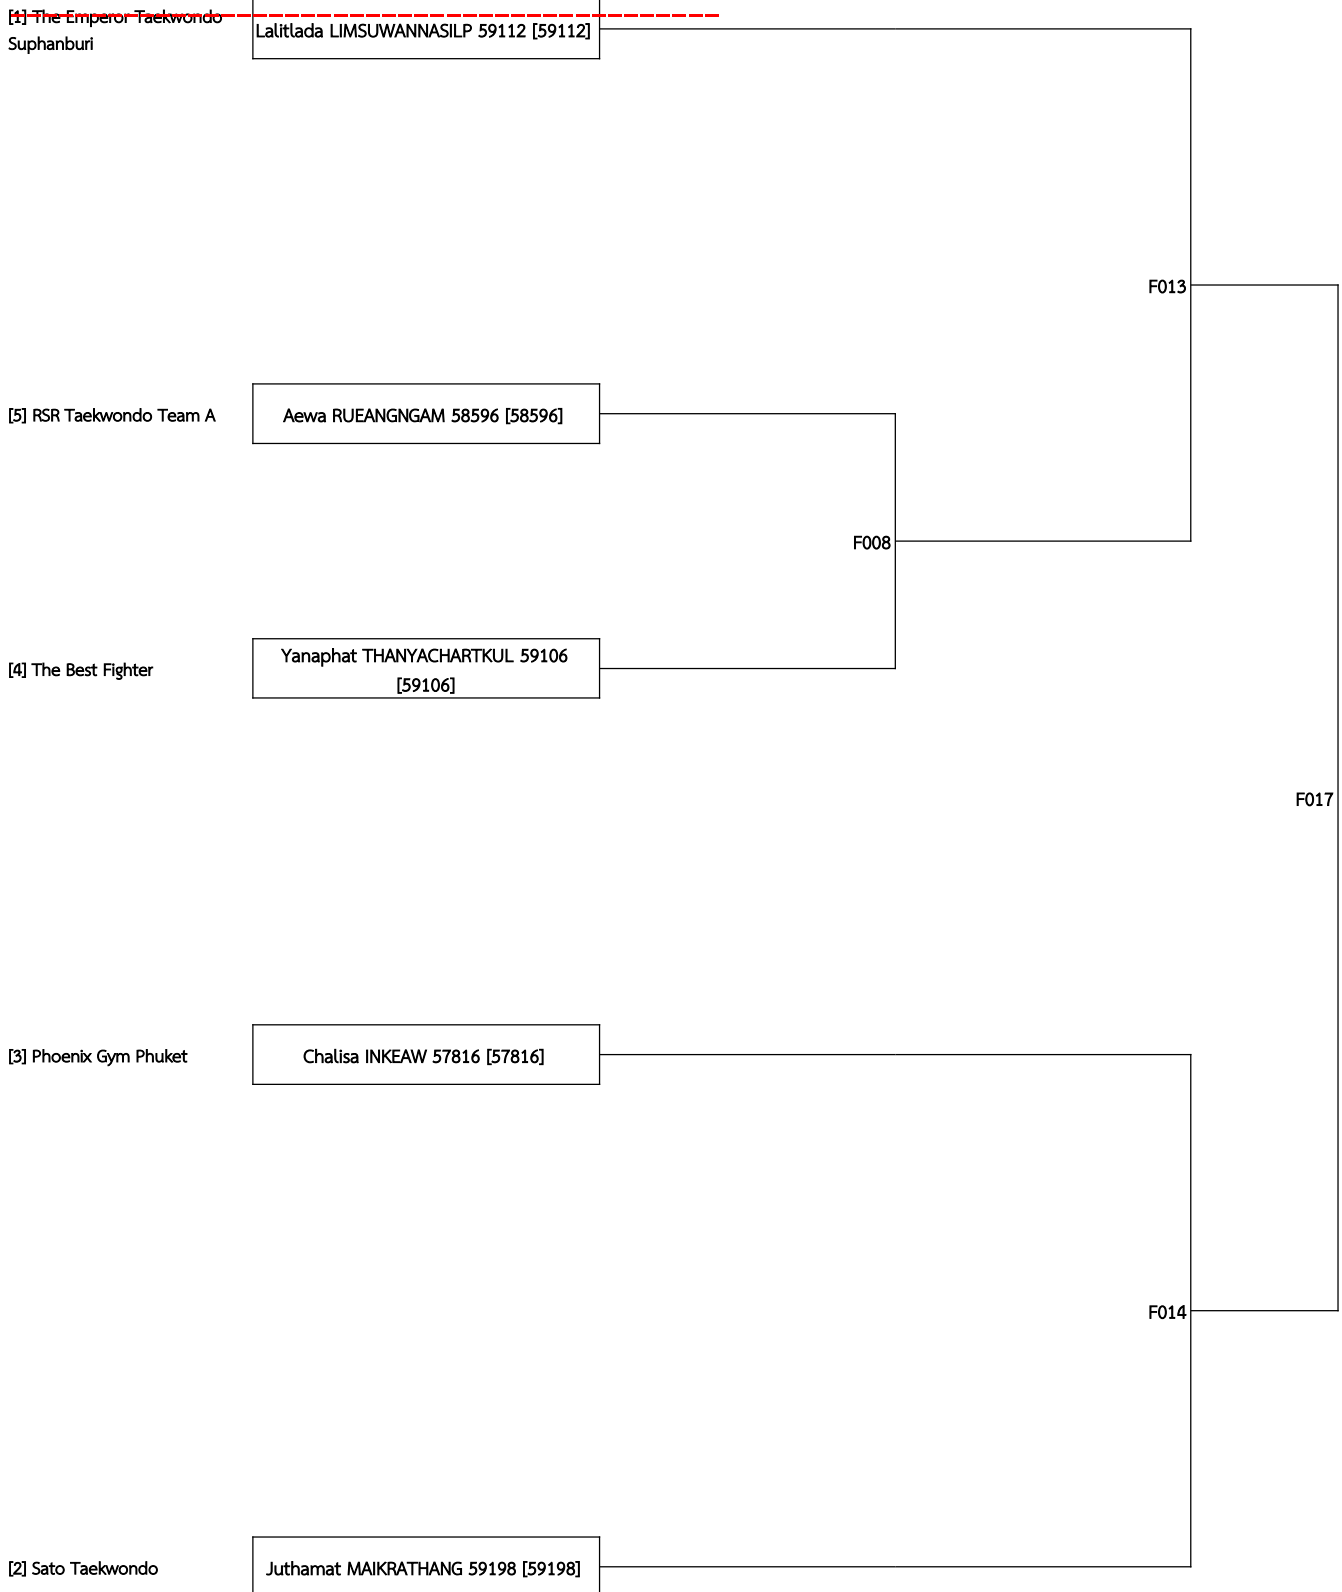 [1] The Emperor Taekwondo
Suphanburi
Lalitlada LIMSUWANNASILP 59112 [59112]
F013
[5] RSR Taekwondo Team A
Aewa RUEANGNGAM 58596 [58596]
F008
[4] The Best Fighter
Yanaphat THANYACHARTKUL 59106
[59106]
F017
[3] Phoenix Gym Phuket
Chalisa INKEAW 57816 [57816]
F014
[2] Sato Taekwondo
Juthamat MAIKRATHANG 59198 [59198]